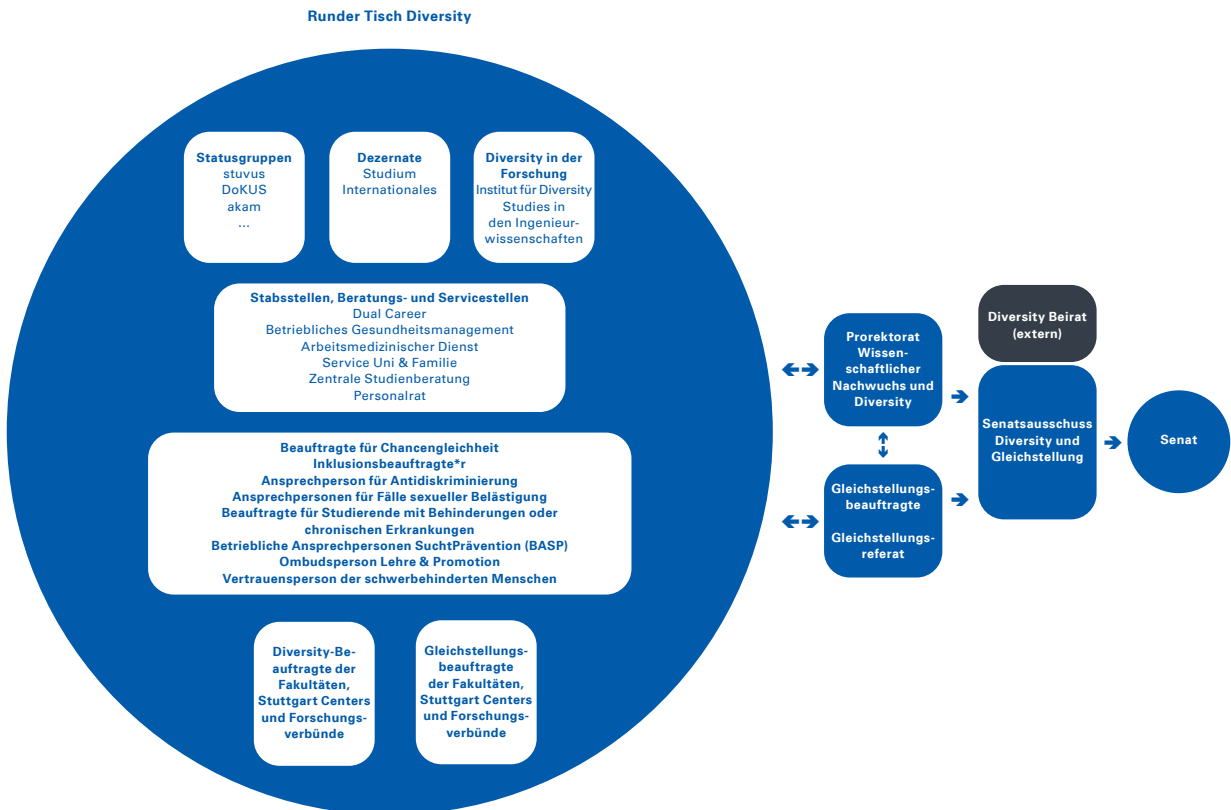 Runder Tisch Diversity
Statusgruppen
stuvus
DoKUS
akam
...
Dezernate
Studium
Internationales
Diversity in der
Forschung
Institut für Diversity
Studies in
den Ingenieur-
wissenschaften
Stabsstellen, Beratungs- und Servicestellen
Dual Career
Betriebliches Gesundheitsmanagement
Arbeitsmedizinischer Dienst
Service Uni & Familie
Zentrale Studienberatung
Personalrat
Beauftragte für Chancengleichheit
Inklusionsbeauftragte*r
Ansprechperson für Antidiskriminierung
Ansprechpersonen für Fälle sexueller Belästigung
Beauftragte für Studierende mit Behinderungen oder
chronischen Erkrankungen
Betriebliche Ansprechpersonen SuchtPrävention (BASP)
Ombudsperson Lehre & Promotion
Vertrauensperson der schwerbehinderten Menschen
Diversity-Be-
auftragte der
Fakultäten,
Stuttgart Centers
und Forschungs-
verbünde
Gleichstellungs-
beauftragte
der Fakultäten,
Stuttgart Centers
und Forschungs-
verbünde
Prorektorat
Wissen-
schaftlicher
Nachwuchs und
Diversity
Gleichstellungs-
beauftragte
Gleichstellungs-
referat
Diversity Beirat
(extern)
Senatsausschuss
Diversity und
Gleichstellung
Senat